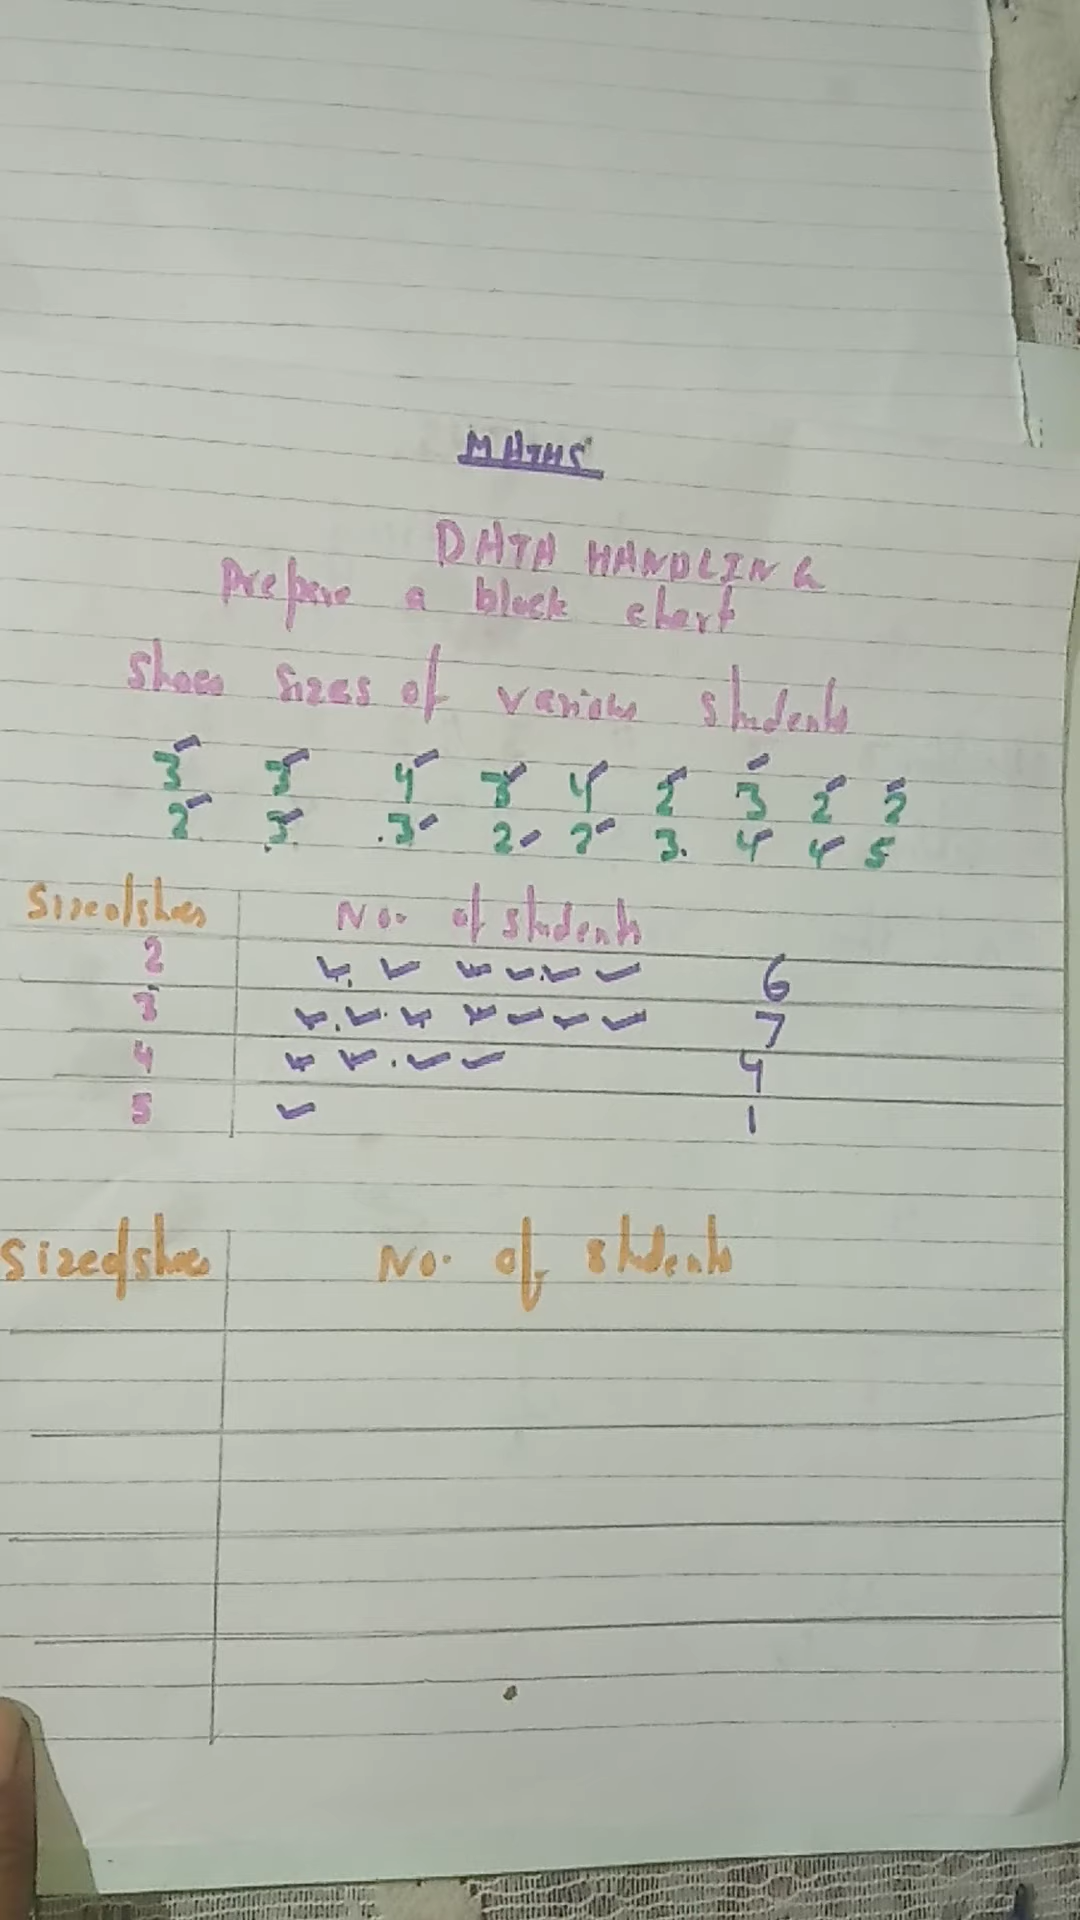 MATHS
DATA HANDLING
Prepare a block chart
Shoes sizes of various students
3 3 4 3 4 2 3 2 2
2 3 3 2 2 3 4 4 5
Size of shoes No. of students
2 6
3 7
4 4
5 1
Size of shoes No. of students